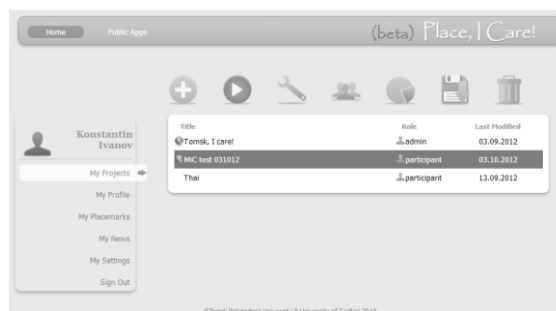 Home Public Apps (beta) Place, I Care!
Konstantin
Ivanov
My Projects
My Profile
My Placemarks
My News
My Settings
Sign Out
Title Role Last Modified
Tomsk, I care! admin 03.09.2012
MiC test 031012 participant 03.10.2012
Thai participant 13.09.2012